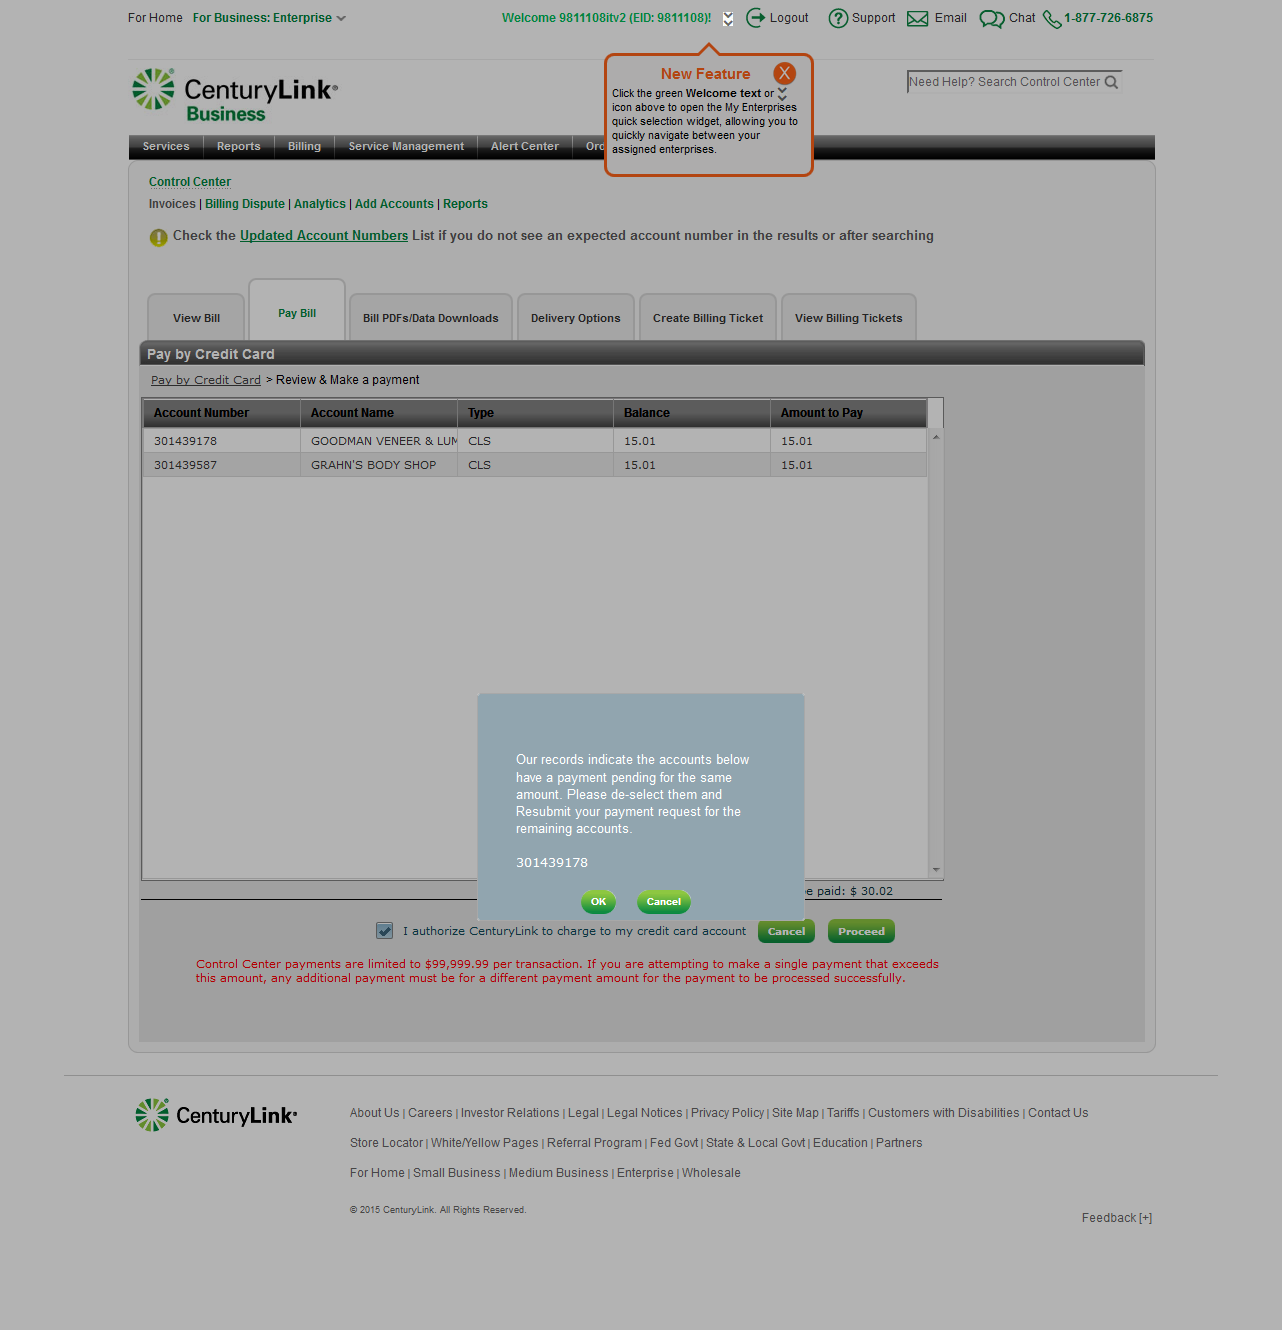 For Home For Business: Enterprise Welcome 9811108itv2 (EID: 9811108)! Logout Support Email Chat 1-877-726-6875
New Feature X
Click the green Welcome text or
icon above to open the My Enterprises
quick selection widget, allowing you to
quickly navigate between your
assigned enterprises.
CenturyLink®
Business
Need Help? Search Control Center
Services Reports Billing Service Management Alert Center
Control Center
Invoices | Billing Dispute | Analytics | Add Accounts | Reports
Check the Updated Account Numbers List if you do not see an expected account number in the results or after searching
View Bill Pay Bill Bill PDFs/Data Downloads Delivery Options Create Billing Ticket View Billing Tickets
Pay by Credit Card
Pay by Credit Card > Review & Make a payment
Account Number Account Name Type Balance Amount to Pay
301439178 GOODMAN VENEER & LUM CLS 15.01 15.01
301439587 GRAHN'S BODY SHOP CLS 15.01 15.01
Our records indicate the accounts below
have a payment pending for the same
amount. Please de-select them and
Resubmit your payment request for the
remaining accounts.
301439178
OK Cancel
e paid: $ 30.02
I authorize CenturyLink to charge to my credit card account Cancel Proceed
Control Center payments are limited to $99,999.99 per transaction. If you are attempting to make a single payment that exceeds
this amount, any additional payment must be for a different payment amount for the payment to be processed successfully.
CenturyLink®
About Us | Careers | Investor Relations | Legal | Legal Notices | Privacy Policy | Site Map | Tariffs | Customers with Disabilities | Contact Us
Store Locator | White/Yellow Pages | Referral Program | Fed Govt | State & Local Govt | Education | Partners
For Home | Small Business | Medium Business | Enterprise | Wholesale
© 2015 CenturyLink. All Rights Reserved.
Feedback [+]